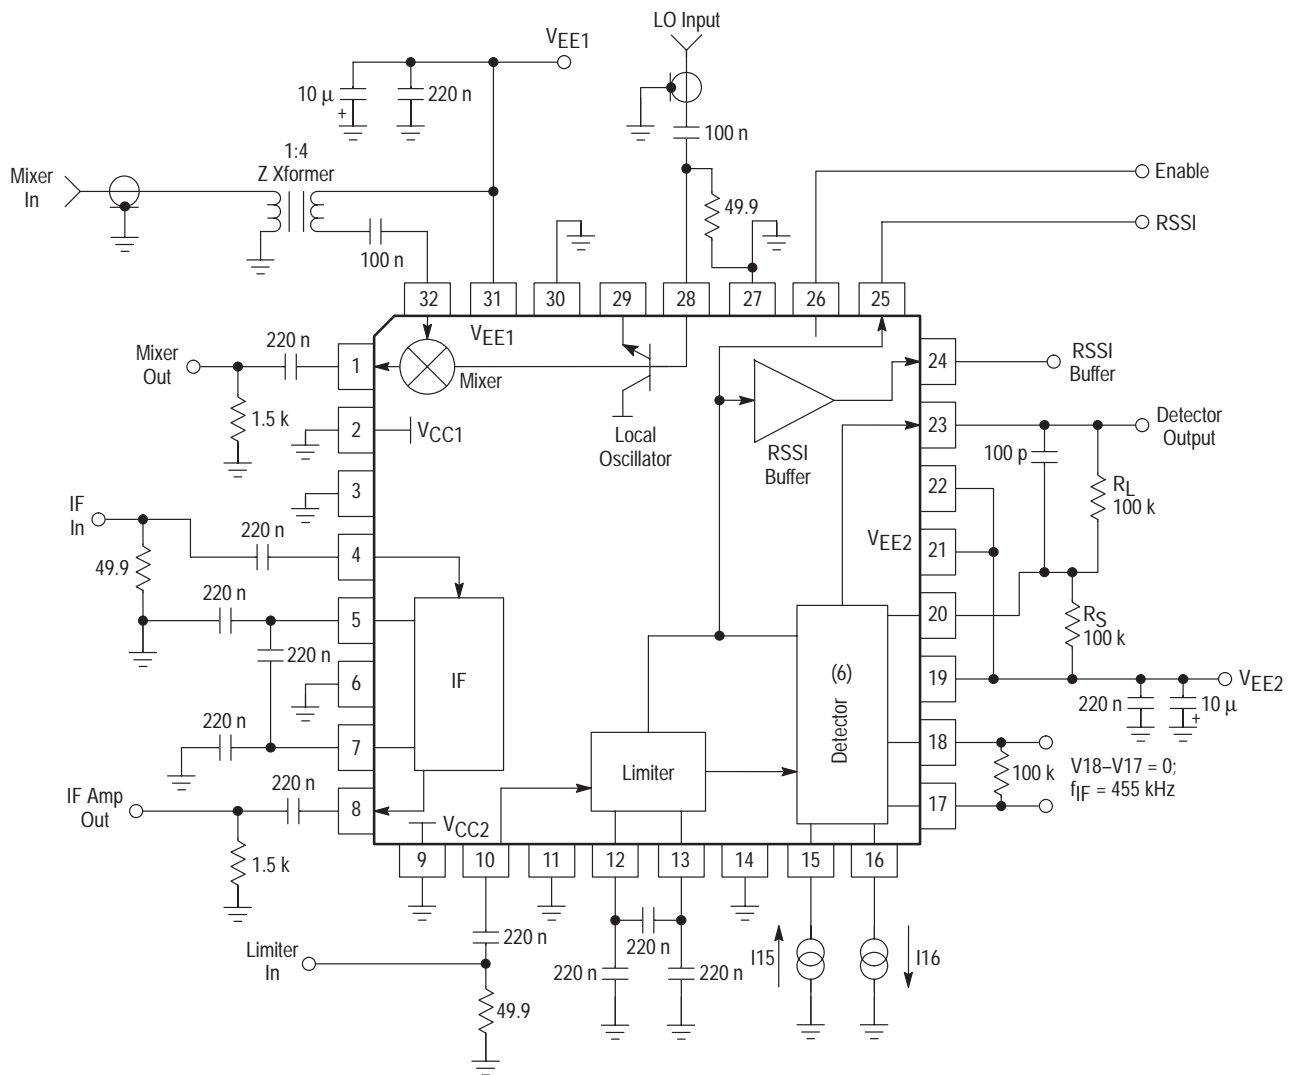 LO Input
VEE1
10 µ
+
220 n
100 n
1:4
Z Xformer
Mixer
In
Enable
49.9
RSSI
100 n
32
31
30
29
28
27
26
25
VEE1
220 n
Mixer
Out
1
Mixer
24
RSSI
Buffer
1.5 k
2
VCC1
Local
Oscillator
RSSI
Buffer
23
Detector
Output
100 p
3
22
RL
100 k
IF
In
220 n
4
VEE2
21
49.9
220 n
5
20
RS
100 k
220 n
6
IF
(6)
Detector
19
VEE2
220 n
10 µ
+
220 n
7
18
Limiter
100 k
V18–V17 = 0;
fIF = 455 kHz
IF Amp
Out
220 n
8
17
VCC2
1.5 k
9
10
11
12
13
14
15
16
Limiter
In
220 n
220 n
220 n
220 n
I15
I16
49.9